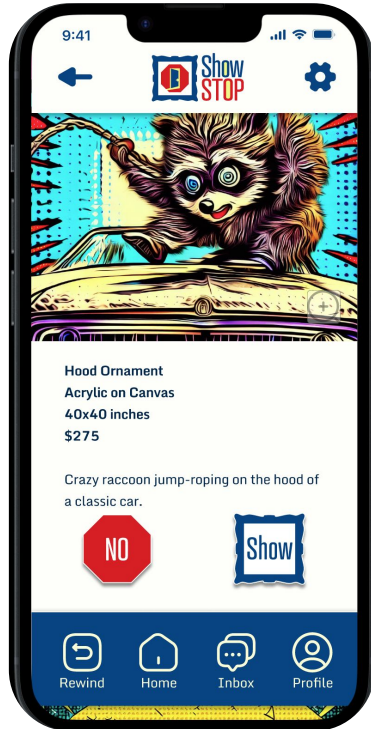 9:41
Show
STOP
Hood Ornament
Acrylic on Canvas
40x40 inches
$275
Crazy raccoon jump-roping on the hood of
a classic car.
NO
Show
Rewind
Home
Inbox
Profile